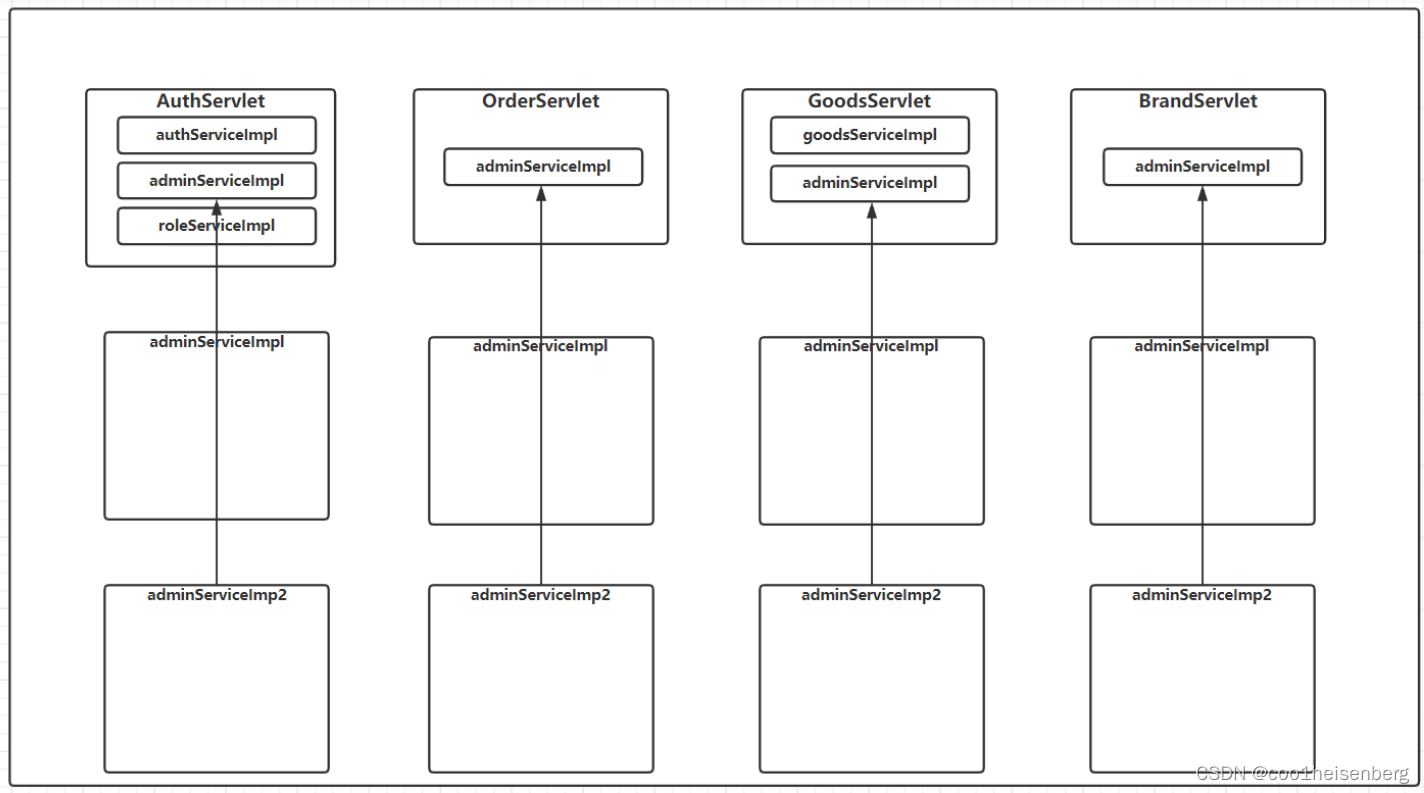 AuthServlet
authServiceImpl
adminServiceImpl
roleServiceImpl
OrderServlet
adminServiceImpl
GoodsServlet
goodsServiceImpl
adminServiceImpl
BrandServlet
adminServiceImpl
adminServiceImpl
adminServiceImpl
adminServiceImpl
adminServiceImpl
adminServiceImp2
adminServiceImp2
adminServiceImp2
adminServiceImp2
CSDN @coo1heisenberg